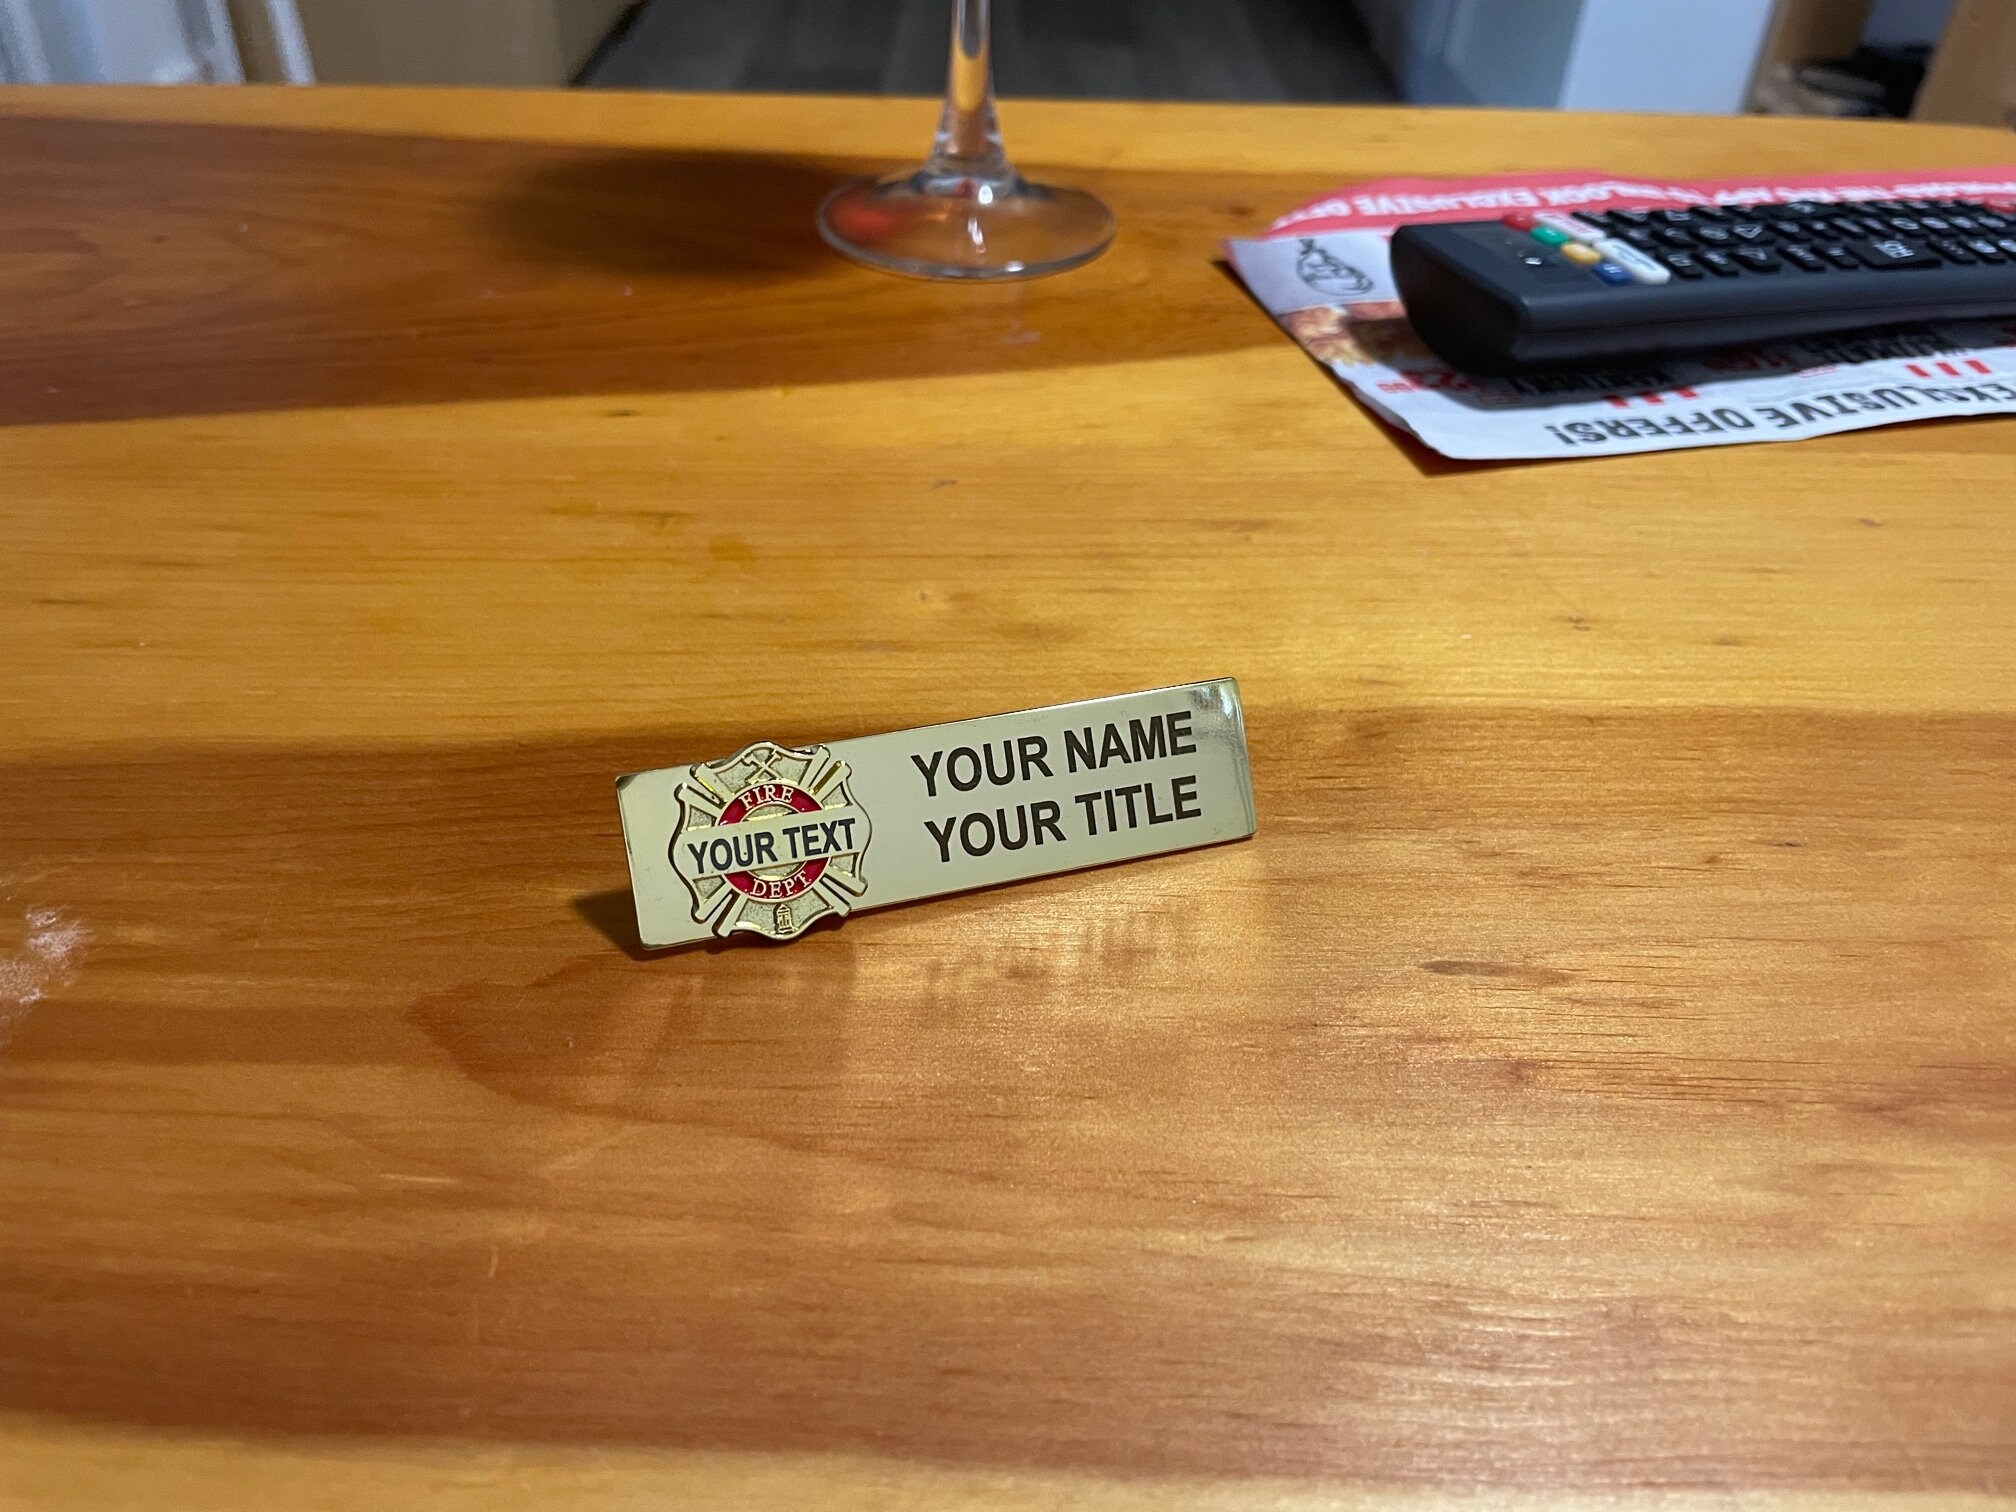 EXCLUSIVE OFFERS!
FIRE
YOUR TEXT
DEPT
YOUR NAME
YOUR TITLE